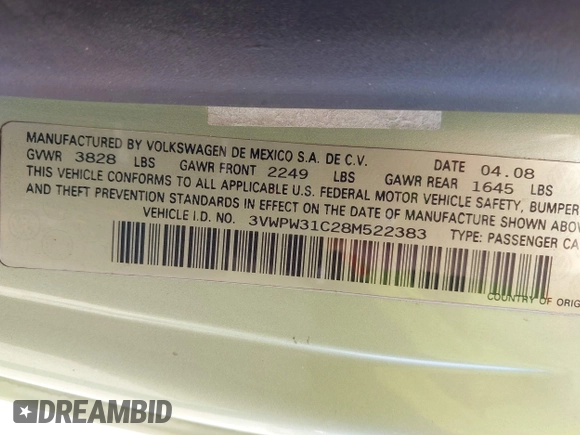 MANUFACTURED BY VOLKSWAGEN DE MEXICO S.A. DE C.V. DATE 04.08
GVWR 3828 LBS GAWR FRONT 2249 LBS GAWR REAR 1645 LBS
THIS VEHICLE CONFORMS TO ALL APPLICABLE U.S. FEDERAL MOTOR VEHICLE SAFETY, BUMPER
AND THEFT PREVENTION STANDARDS IN EFFECT ON THE DATE OF MANUFACTURE SHOWN ABOV
VEHICLE I.D. NO. 3VWPW31C28M522383 TYPE: PASSENGER CA
COUNTRY OF ORIG
DREAMBID